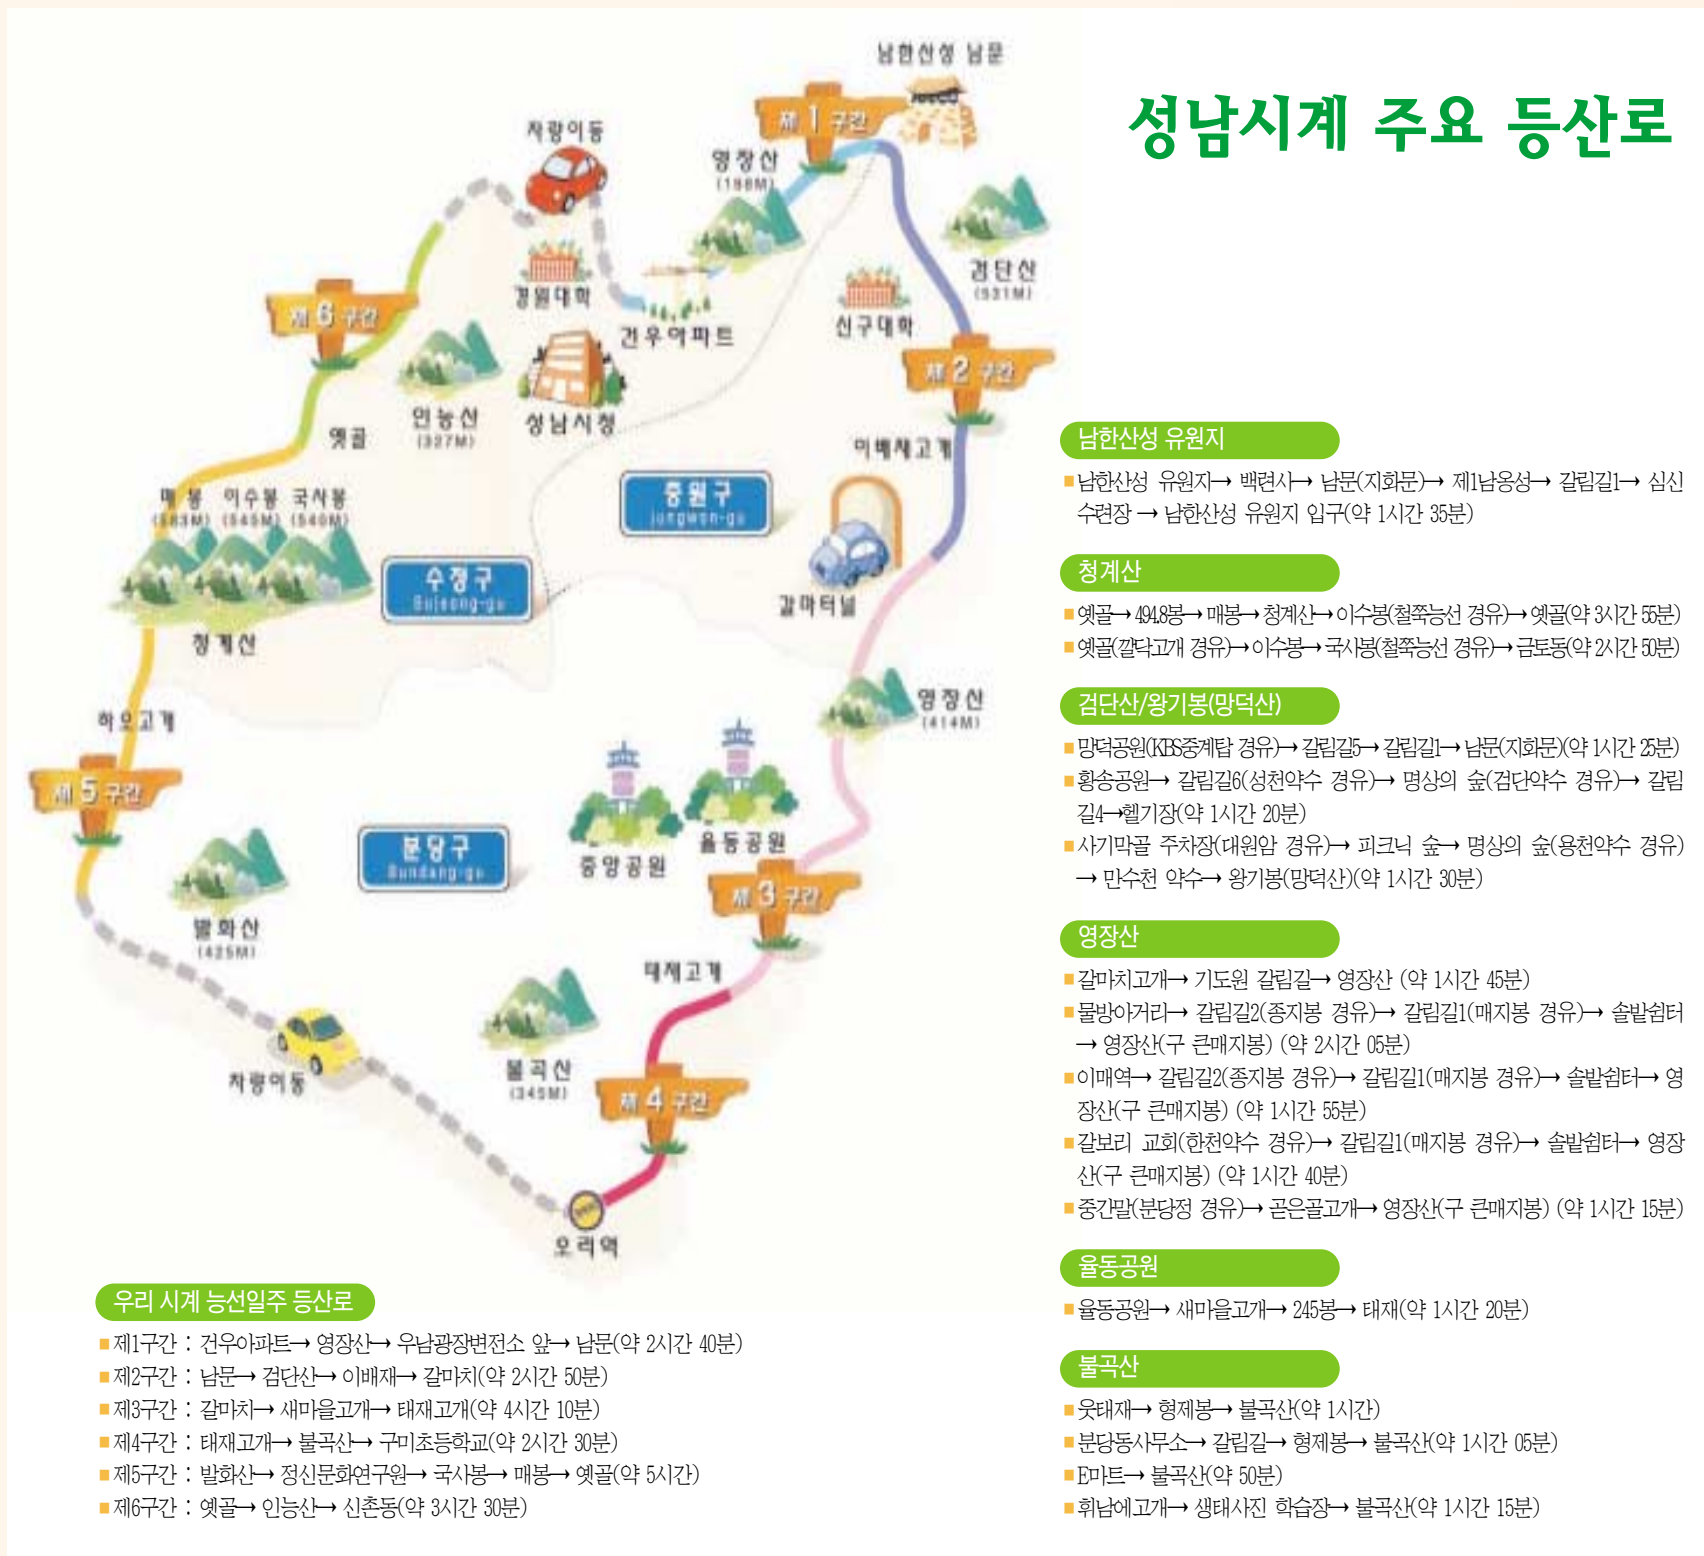 성남시계 주요 등산로
남한산성 남문
제 1 구간
차량이동
영장산
(198M)
검단산
(531M)
경원대학
신구대학
건우아파트
제 6 구간
제 2 구간
인능산
(327M)
성남시청
옛골
이배재고개
매 봉 이수봉 국사봉
(583M) (545M) (540M)
중원구
jungwon-gu
수정구
Sujeong-gu
갈마터널
청계산
영장산
(414M)
하오고개
제 5 구간
율동공원
중앙공원
분당구
Bundang-gu
제 3 구간
발화산
(425M)
태재고개
불곡산
(345M)
차량이동
제 4 구간
오리역
우리 시계 능선일주 등산로
■ 제1구간 : 건우아파트→ 영장산→ 우남광장변전소 앞→ 남문(약 2시간 40분)
■ 제2구간 : 남문→ 검단산→ 이배재→ 갈마치(약 2시간 50분)
■ 제3구간 : 갈마치→ 새마을고개→ 태재고개(약 4시간 10분)
■ 제4구간 : 태재고개→ 불곡산→ 구미초등학교(약 2시간 30분)
■ 제5구간 : 발화산→ 정신문화연구원→ 국사봉→ 매봉→ 옛골(약 5시간)
■ 제6구간 : 옛골→ 인능산→ 신촌동(약 3시간 30분)
남한산성 유원지
■ 남한산성 유원지→ 백련사→ 남문(지화문)→ 제1남옹성→ 갈림길1→ 심신
수련장 → 남한산성 유원지 입구(약 1시간 35분)
청계산
■ 옛골→ 494.8봉→ 매봉→ 청계산→ 이수봉(철쭉능선 경유)→ 옛골(약 3시간 55분)
■ 옛골(깔닥고개 경유)→ 이수봉→ 국사봉(철쭉능선 경유)→ 금토동(약 2시간 50분)
검단산/왕기봉(망덕산)
■ 망덕공원(KBS중계탑 경유)→ 갈림길5→ 갈림길1→ 남문(지화문)(약 1시간 25분)
■ 황송공원→ 갈림길6(성천약수 경유)→ 명상의 숲(검단약수 경유)→ 갈림
길4→헬기장(약 1시간 20분)
■ 사기막골 주차장(대원암 경유)→ 피크닉 숲→ 명상의 숲(용천약수 경유)
→ 만수천 약수→ 왕기봉(망덕산)(약 1시간 30분)
영장산
■ 갈마치고개→ 기도원 갈림길→ 영장산 (약 1시간 45분)
■ 물방아거리→ 갈림길2(종지봉 경유)→ 갈림길1(매지봉 경유)→ 솔밭쉼터
→ 영장산(구 큰매지봉) (약 2시간 05분)
■ 이매역→ 갈림길2(종지봉 경유)→ 갈림길1(매지봉 경유)→ 솔밭쉼터→ 영
장산(구 큰매지봉) (약 1시간 55분)
■ 갈보리 교회(한천약수 경유)→ 갈림길1(매지봉 경유)→ 솔밭쉼터→ 영장
산(구 큰매지봉) (약 1시간 40분)
■ 중간말(분당정 경유)→ 곧은골고개→ 영장산(구 큰매지봉) (약 1시간 15분)
율동공원
■ 율동공원→ 새마을고개→ 245봉→ 태재(약 1시간 20분)
불곡산
■ 웃태재→ 형제봉→ 불곡산(약 1시간)
■ 분당동사무소→ 갈림길→ 형제봉→ 불곡산(약 1시간 05분)
■ E마트→ 불곡산(약 50분)
■ 휘남에고개→ 생태사진 학습장→ 불곡산(약 1시간 15분)